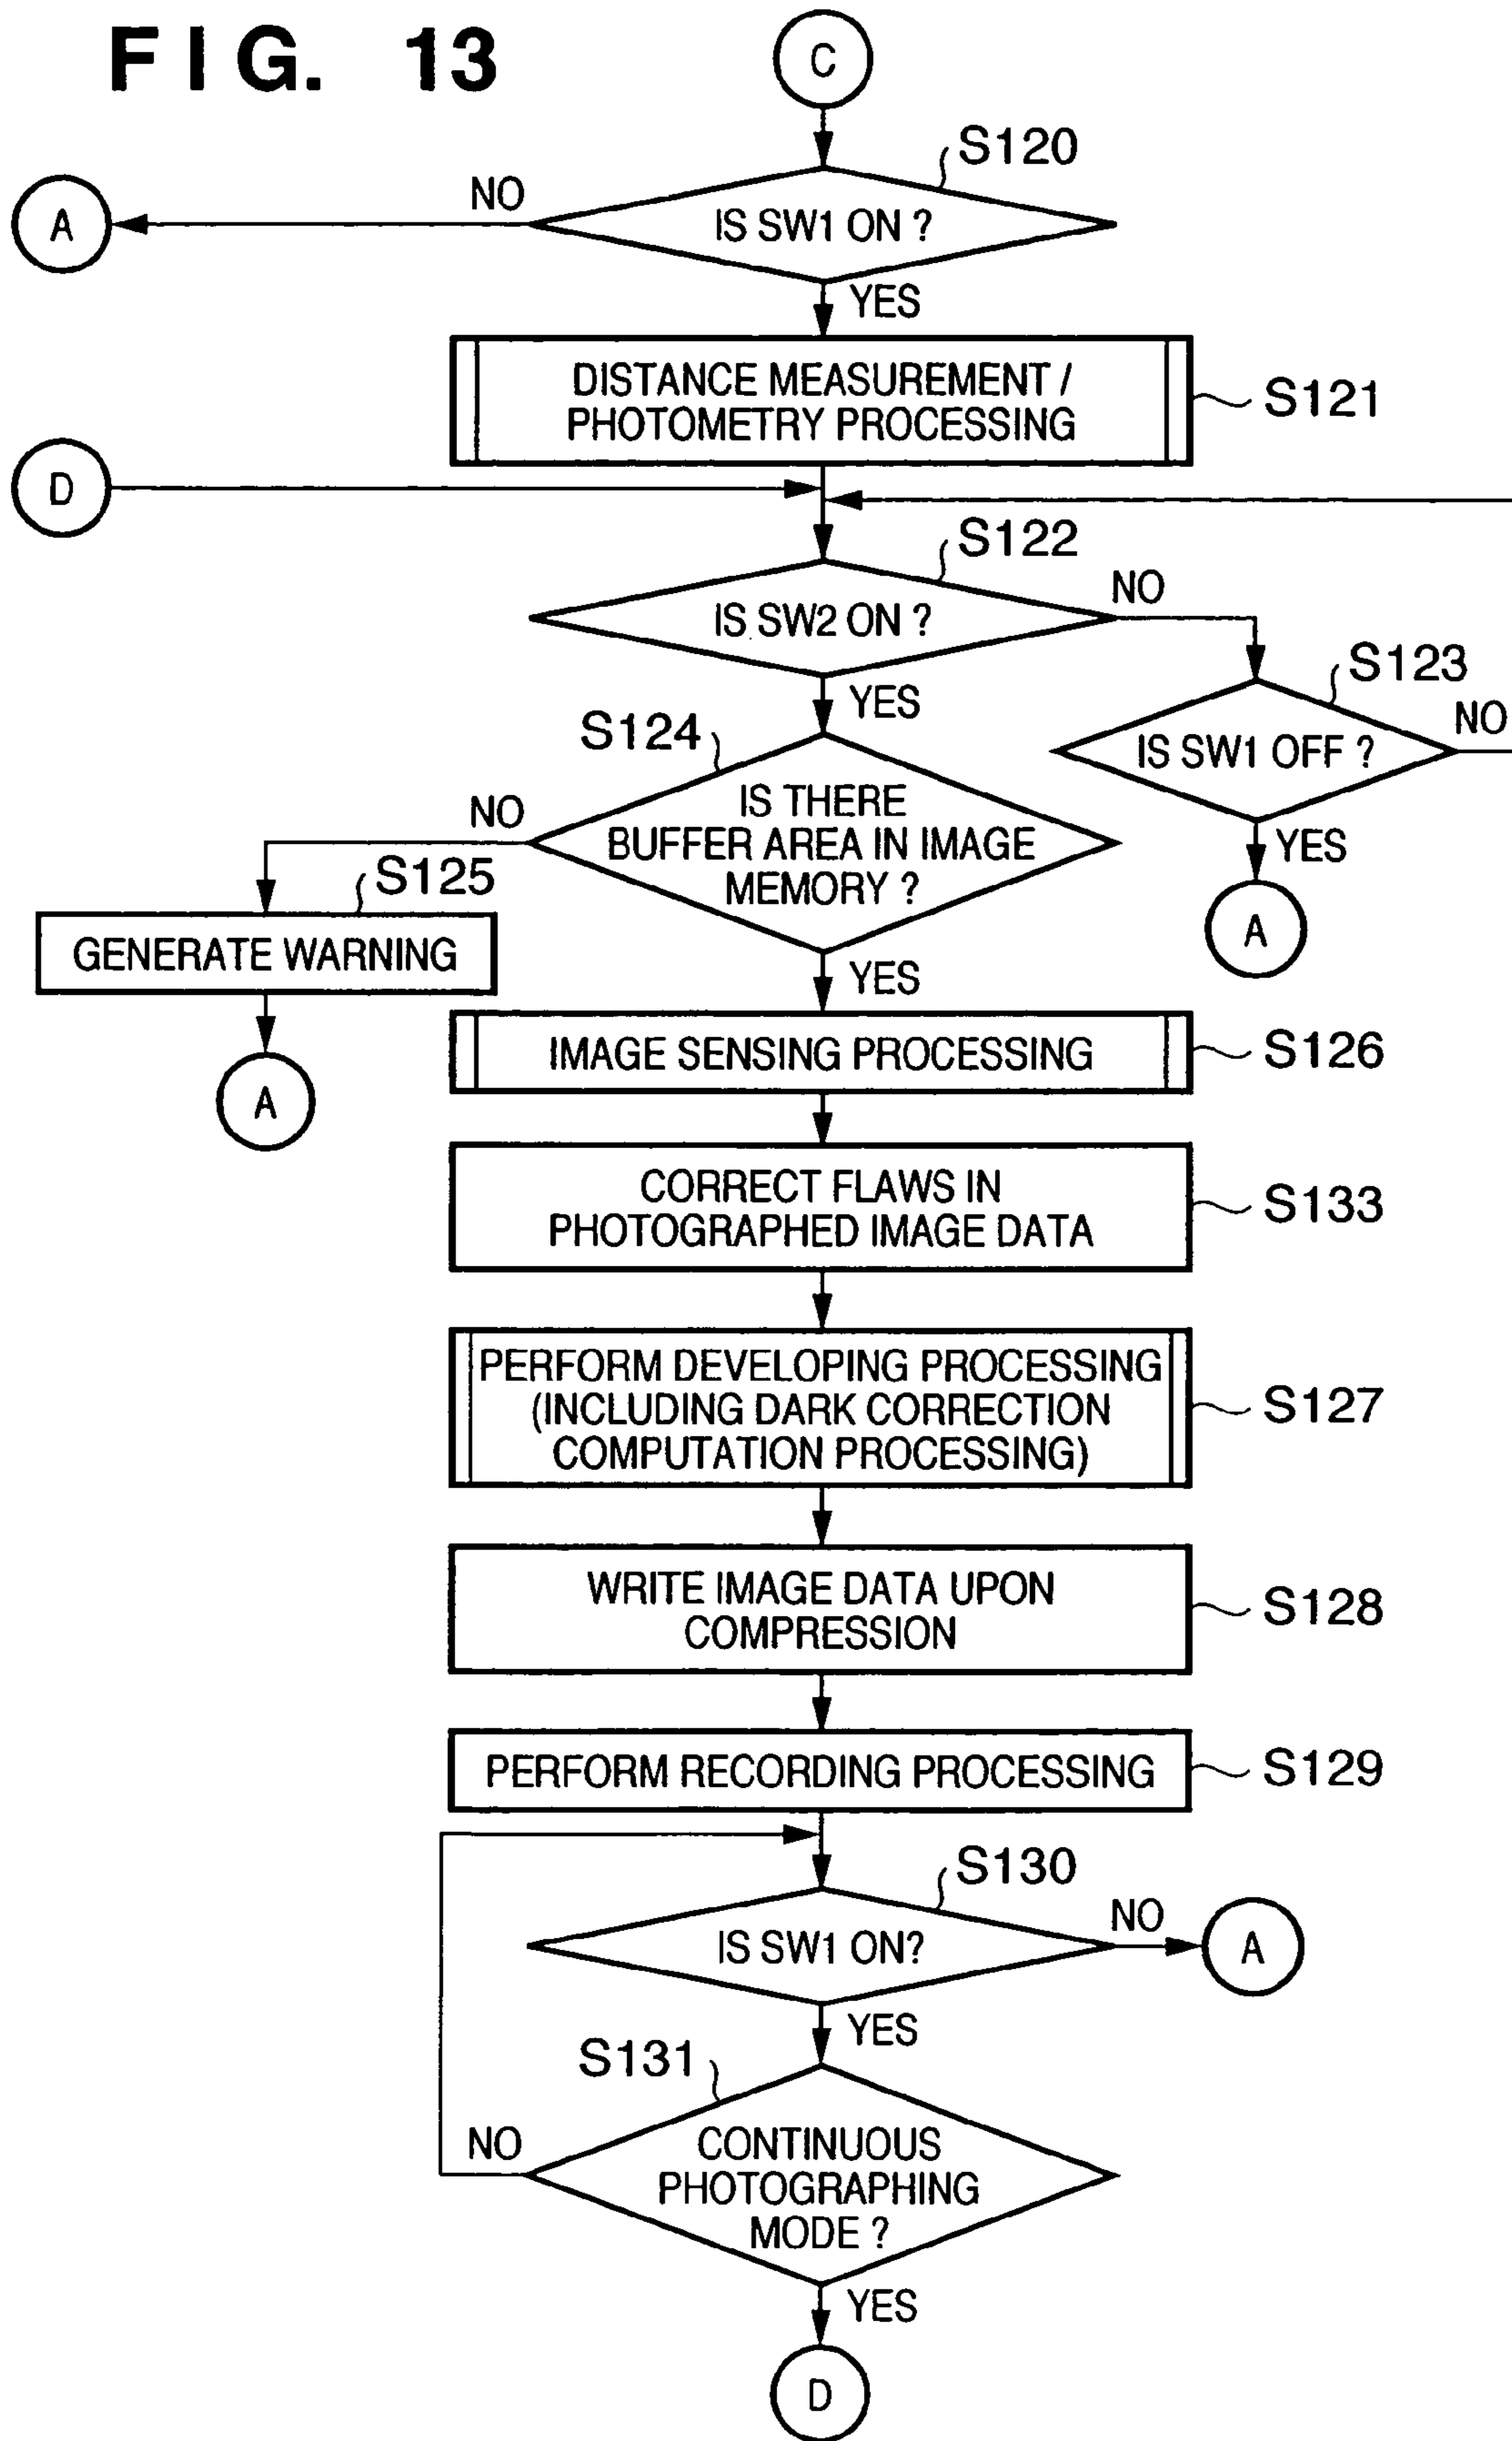 FIG. 13
C
S120
NO
A
IS SW1 ON ?
YES
DISTANCE MEASUREMENT /
PHOTOMETRY PROCESSING
S121
D
S122
NO
IS SW2 ON ?
S123
YES
NO
S124
IS SW1 OFF ?
IS THERE
BUFFER AREA IN IMAGE
MEMORY ?
NO
YES
S125
A
GENERATE WARNING
YES
IMAGE SENSING PROCESSING
S126
A
CORRECT FLAWS IN
PHOTOGRAPHED IMAGE DATA
S133
PERFORM DEVELOPING PROCESSING
(INCLUDING DARK CORRECTION
COMPUTATION PROCESSING)
S127
WRITE IMAGE DATA UPON
COMPRESSION
S128
PERFORM RECORDING PROCESSING
S129
S130
NO
IS SW1 ON?
A
YES
S131
NO
CONTINUOUS
PHOTOGRAPHING
MODE ?
YES
D